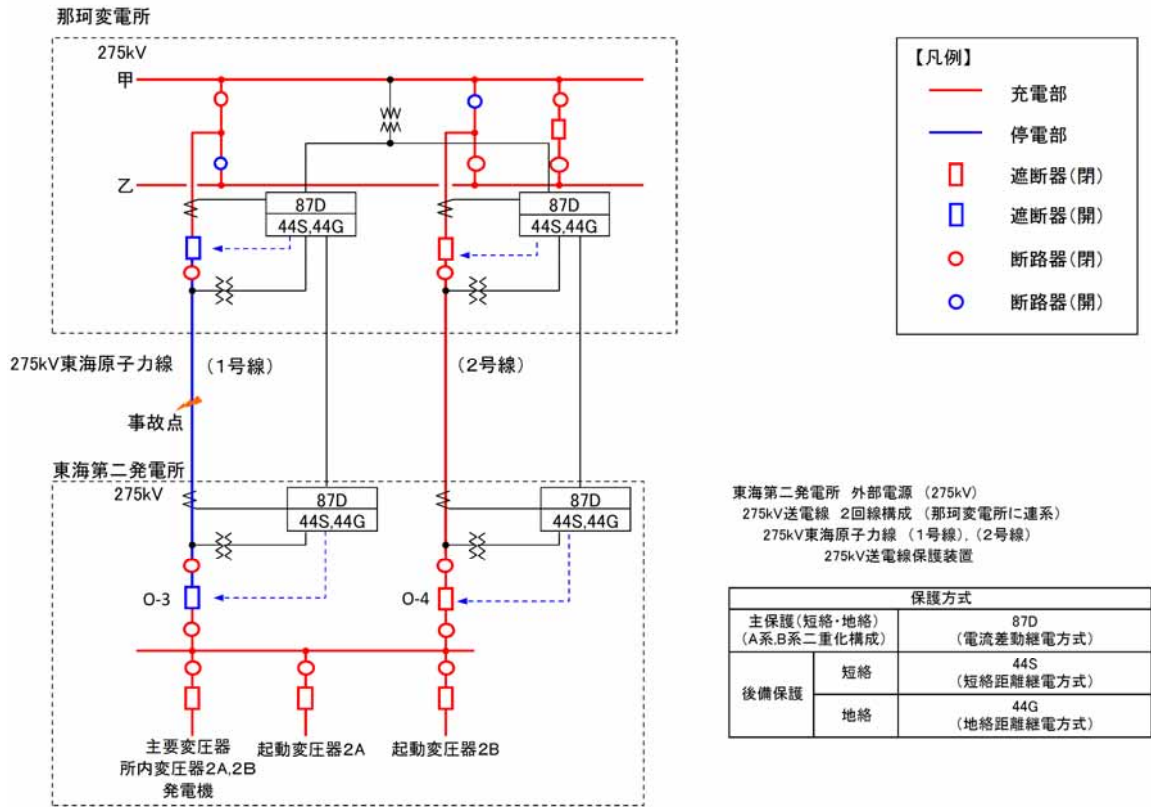 那珂変電所
275kV
甲
乙
87D
44S,44G
87D
44S,44G
275kV東海原子力線
(1号線)
(2号線)
事故点
東海第二発電所
275kV
87D
44S,44G
87D
44S,44G
O-3
O-4
主要変圧器
所内変圧器2A,2B
発電機
起動変圧器2A
起動変圧器2B
【凡例】
充電部
停電部
遮断器(閉)
遮断器(開)
断路器(閉)
断路器(開)
東海第二発電所 外部電源 (275kV)
275kV送電線 2回線構成 (那珂変電所に連系)
275kV東海原子力線 (1号線), (2号線)
275kV送電線保護装置
保護方式
主保護(短絡・地絡)
(A系,B系二重化構成)
87D
(電流差動継電方式)
後備保護
短絡
44S
(短絡距離継電方式)
地絡
44G
(地絡距離継電方式)